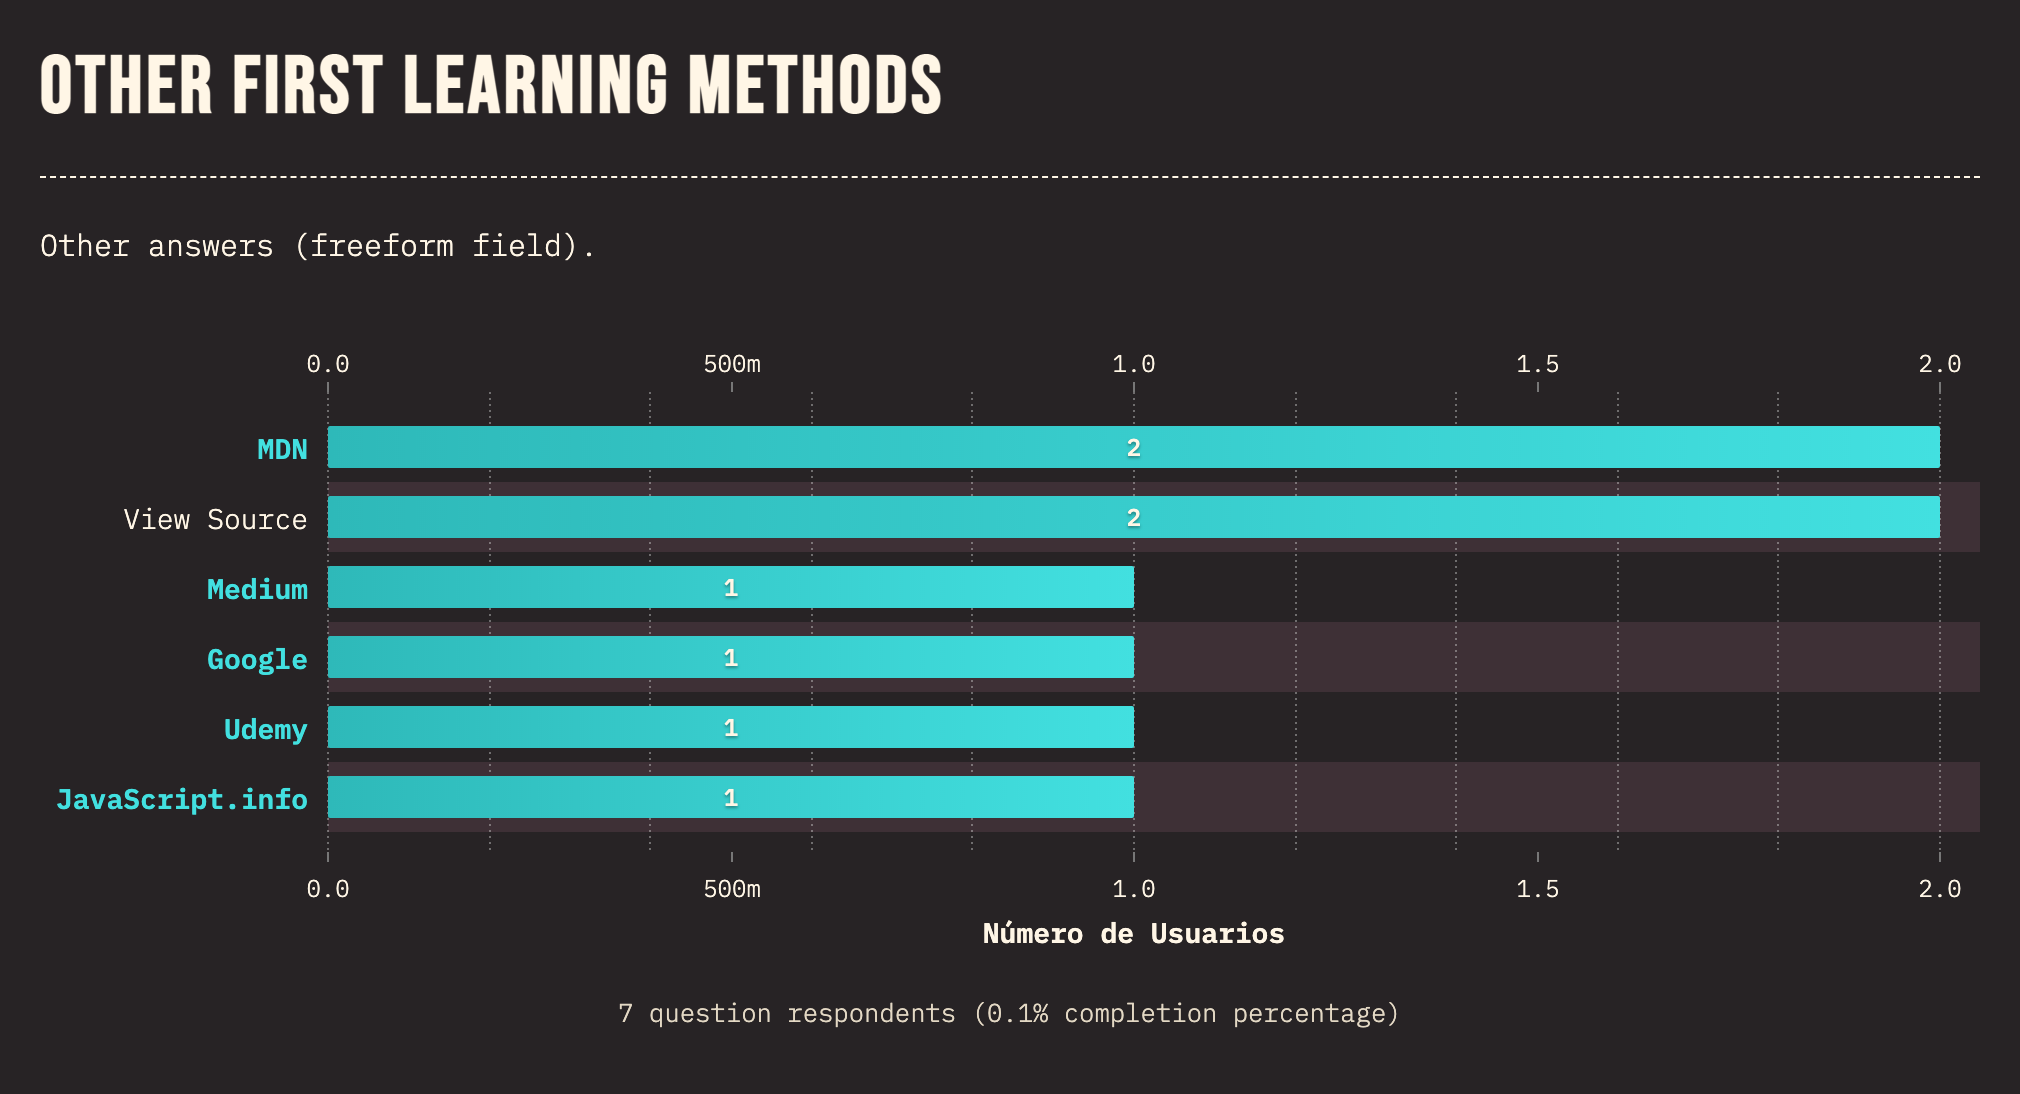 OTHER FIRST LEARNING METHODS
Other answers (freeform field).
0.0 500m 1.0 1.5 2.0
MDN 2
View Source 2
Medium 1
Google 1
Udemy 1
JavaScript.info 1
0.0 500m 1.0 1.5 2.0
Número de Usuarios
7 question respondents (0.1% completion percentage)